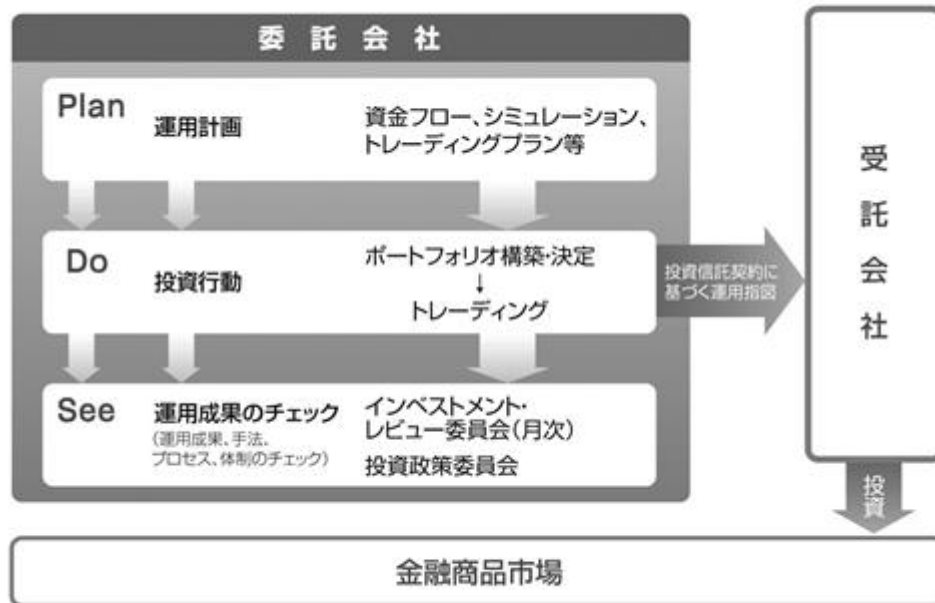 委託会社
Plan
運用計画
資金フロー、シミュレーション、
トレーディングプラン等
Do
投資行動
ポートフォリオ構築・決定
↓
トレーディング
See
運用成果のチェック
(運用成果、手法、
プロセス、体制のチェック)
インベストメント・
レビュー委員会(月次)
投資政策委員会
投資信託契約に
基づく運用指図
受託会社
投資
金融商品市場